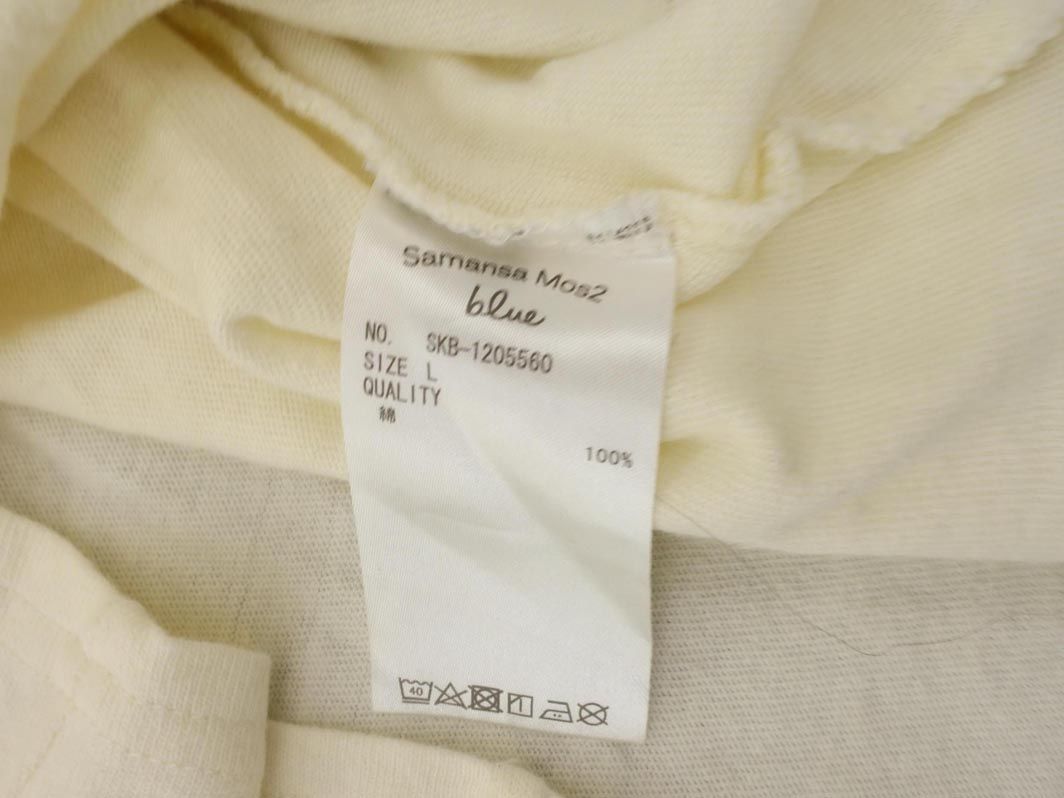 Samansa Mos2
blue
NO. SKB-1205560
SIZE L
QUALITY
綿
100%
40